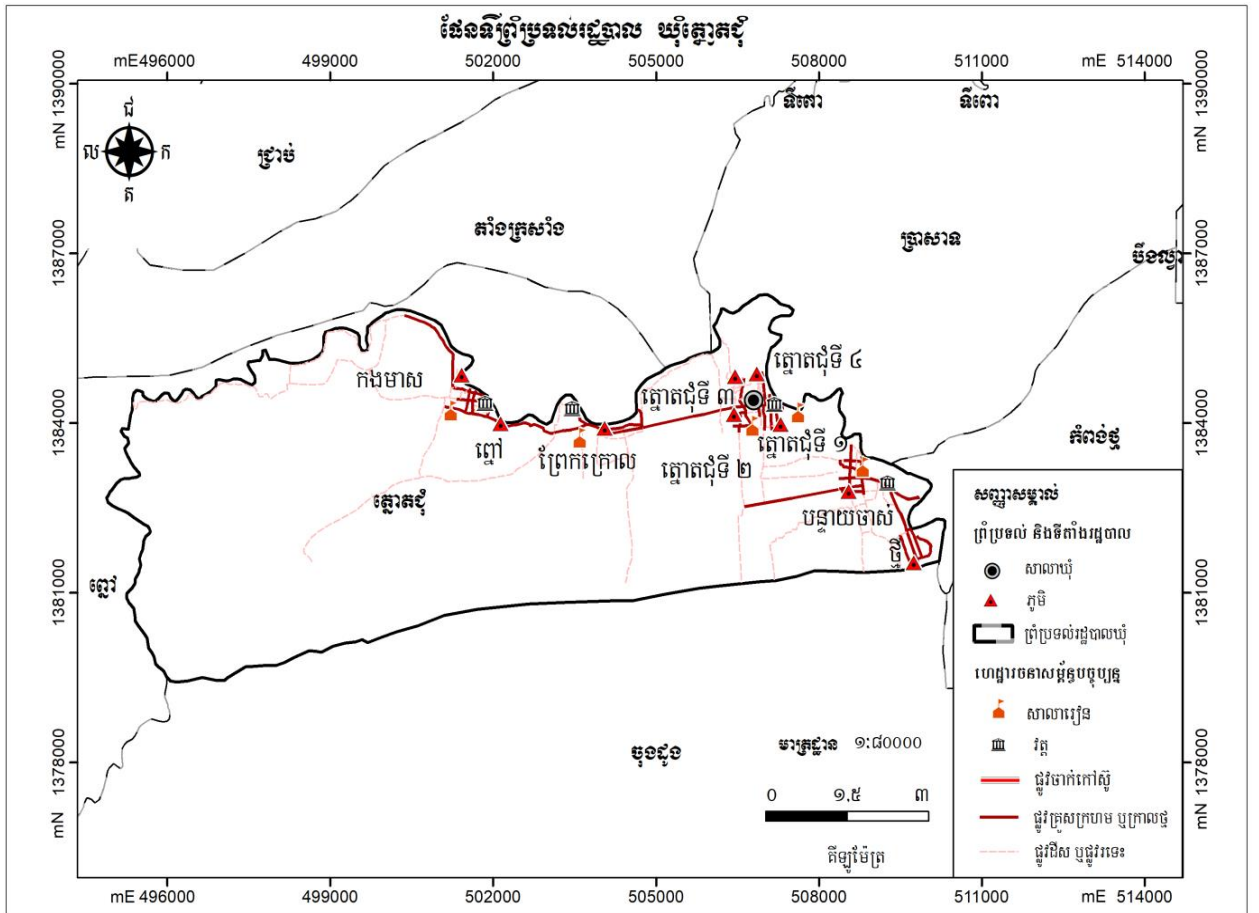 ផែនទីព្រំប្រទល់រដ្ឋបាល ឃុំត្នោតជុំ
mE 496000 499000 502000 505000 508000 511000 mE 514000
mN 1390000
1387000
1384000
1381000
mN 1378000
mN 1390000
1387000
1384000
1381000
mN 1378000
ជ
ល
ក
ត
ទីពោ
ទីពោ
ជ្រាប់
តាំងក្រសាំង
ប្រាសាទ
បឹងល្វា
កងមាស
ត្នោតជុំទី ៤
ត្នោតជុំទី ៣
ត្នោតជុំទី ១
កំពង់ថ្ម
ព្នៅ
ព្រែកក្រោល
ត្នោតជុំទី ២
ត្នោតជុំ
បន្ទាយចាស់
ថ្មី
ព្នៅ
ចុងដូង
មាត្រដ្ឋាន ១:៨0000
0 ១.៥ ៣
គីឡូម៉ែត្រ
សញ្ញាសម្គាល់
ព្រំប្រទល់ និងទីតាំងរដ្ឋបាល
សាលាឃុំ
ភូមិ
ព្រំប្រទល់រដ្ឋបាលឃុំ
ហេដ្ឋារចនាសម្ព័ន្ធបច្ចុប្បន្ន
សាលារៀន
វត្ត
ផ្លូវចាក់កៅស៊ូ
ផ្លូវគ្រួសក្រហម ឬក្រាលថ្ម
ផ្លូវដីស ឬផ្លូវរទេះ
mE 496000 499000 502000 505000 508000 511000 mE 514000